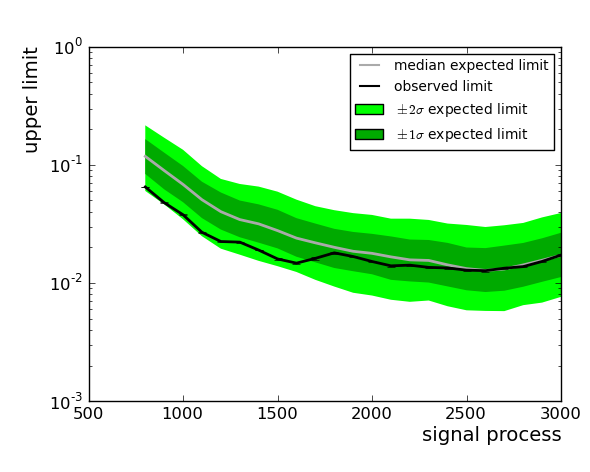 upper limit
10^0
10^-1
10^-2
10^-3
median expected limit
observed limit
±2σ expected limit
±1σ expected limit
500 1000 1500 2000 2500 3000
signal process